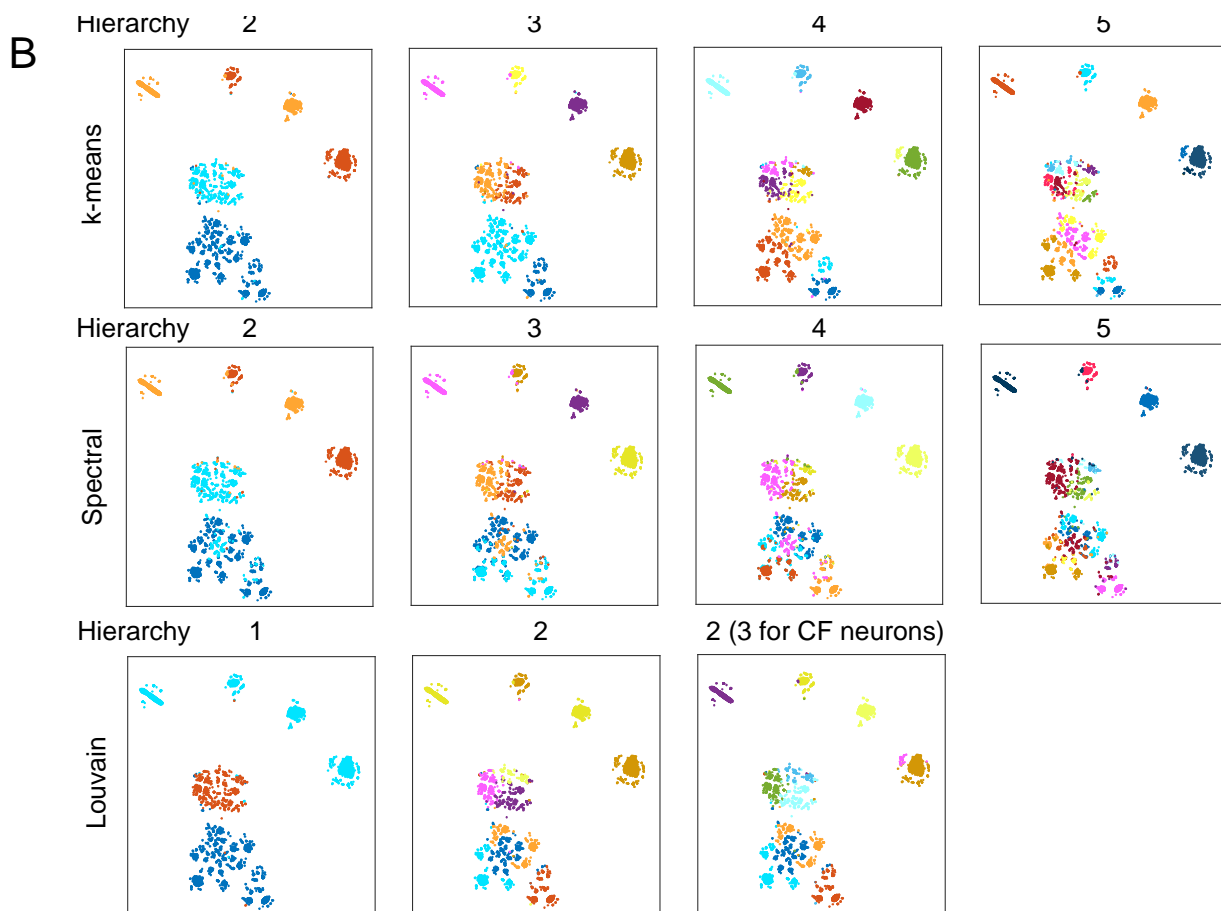 Hierarchy 2 3 4 5
B
k-means
Hierarchy 2 3 4 5
Spectral
Hierarchy 1 2 2 (3 for CF neurons)
Louvain